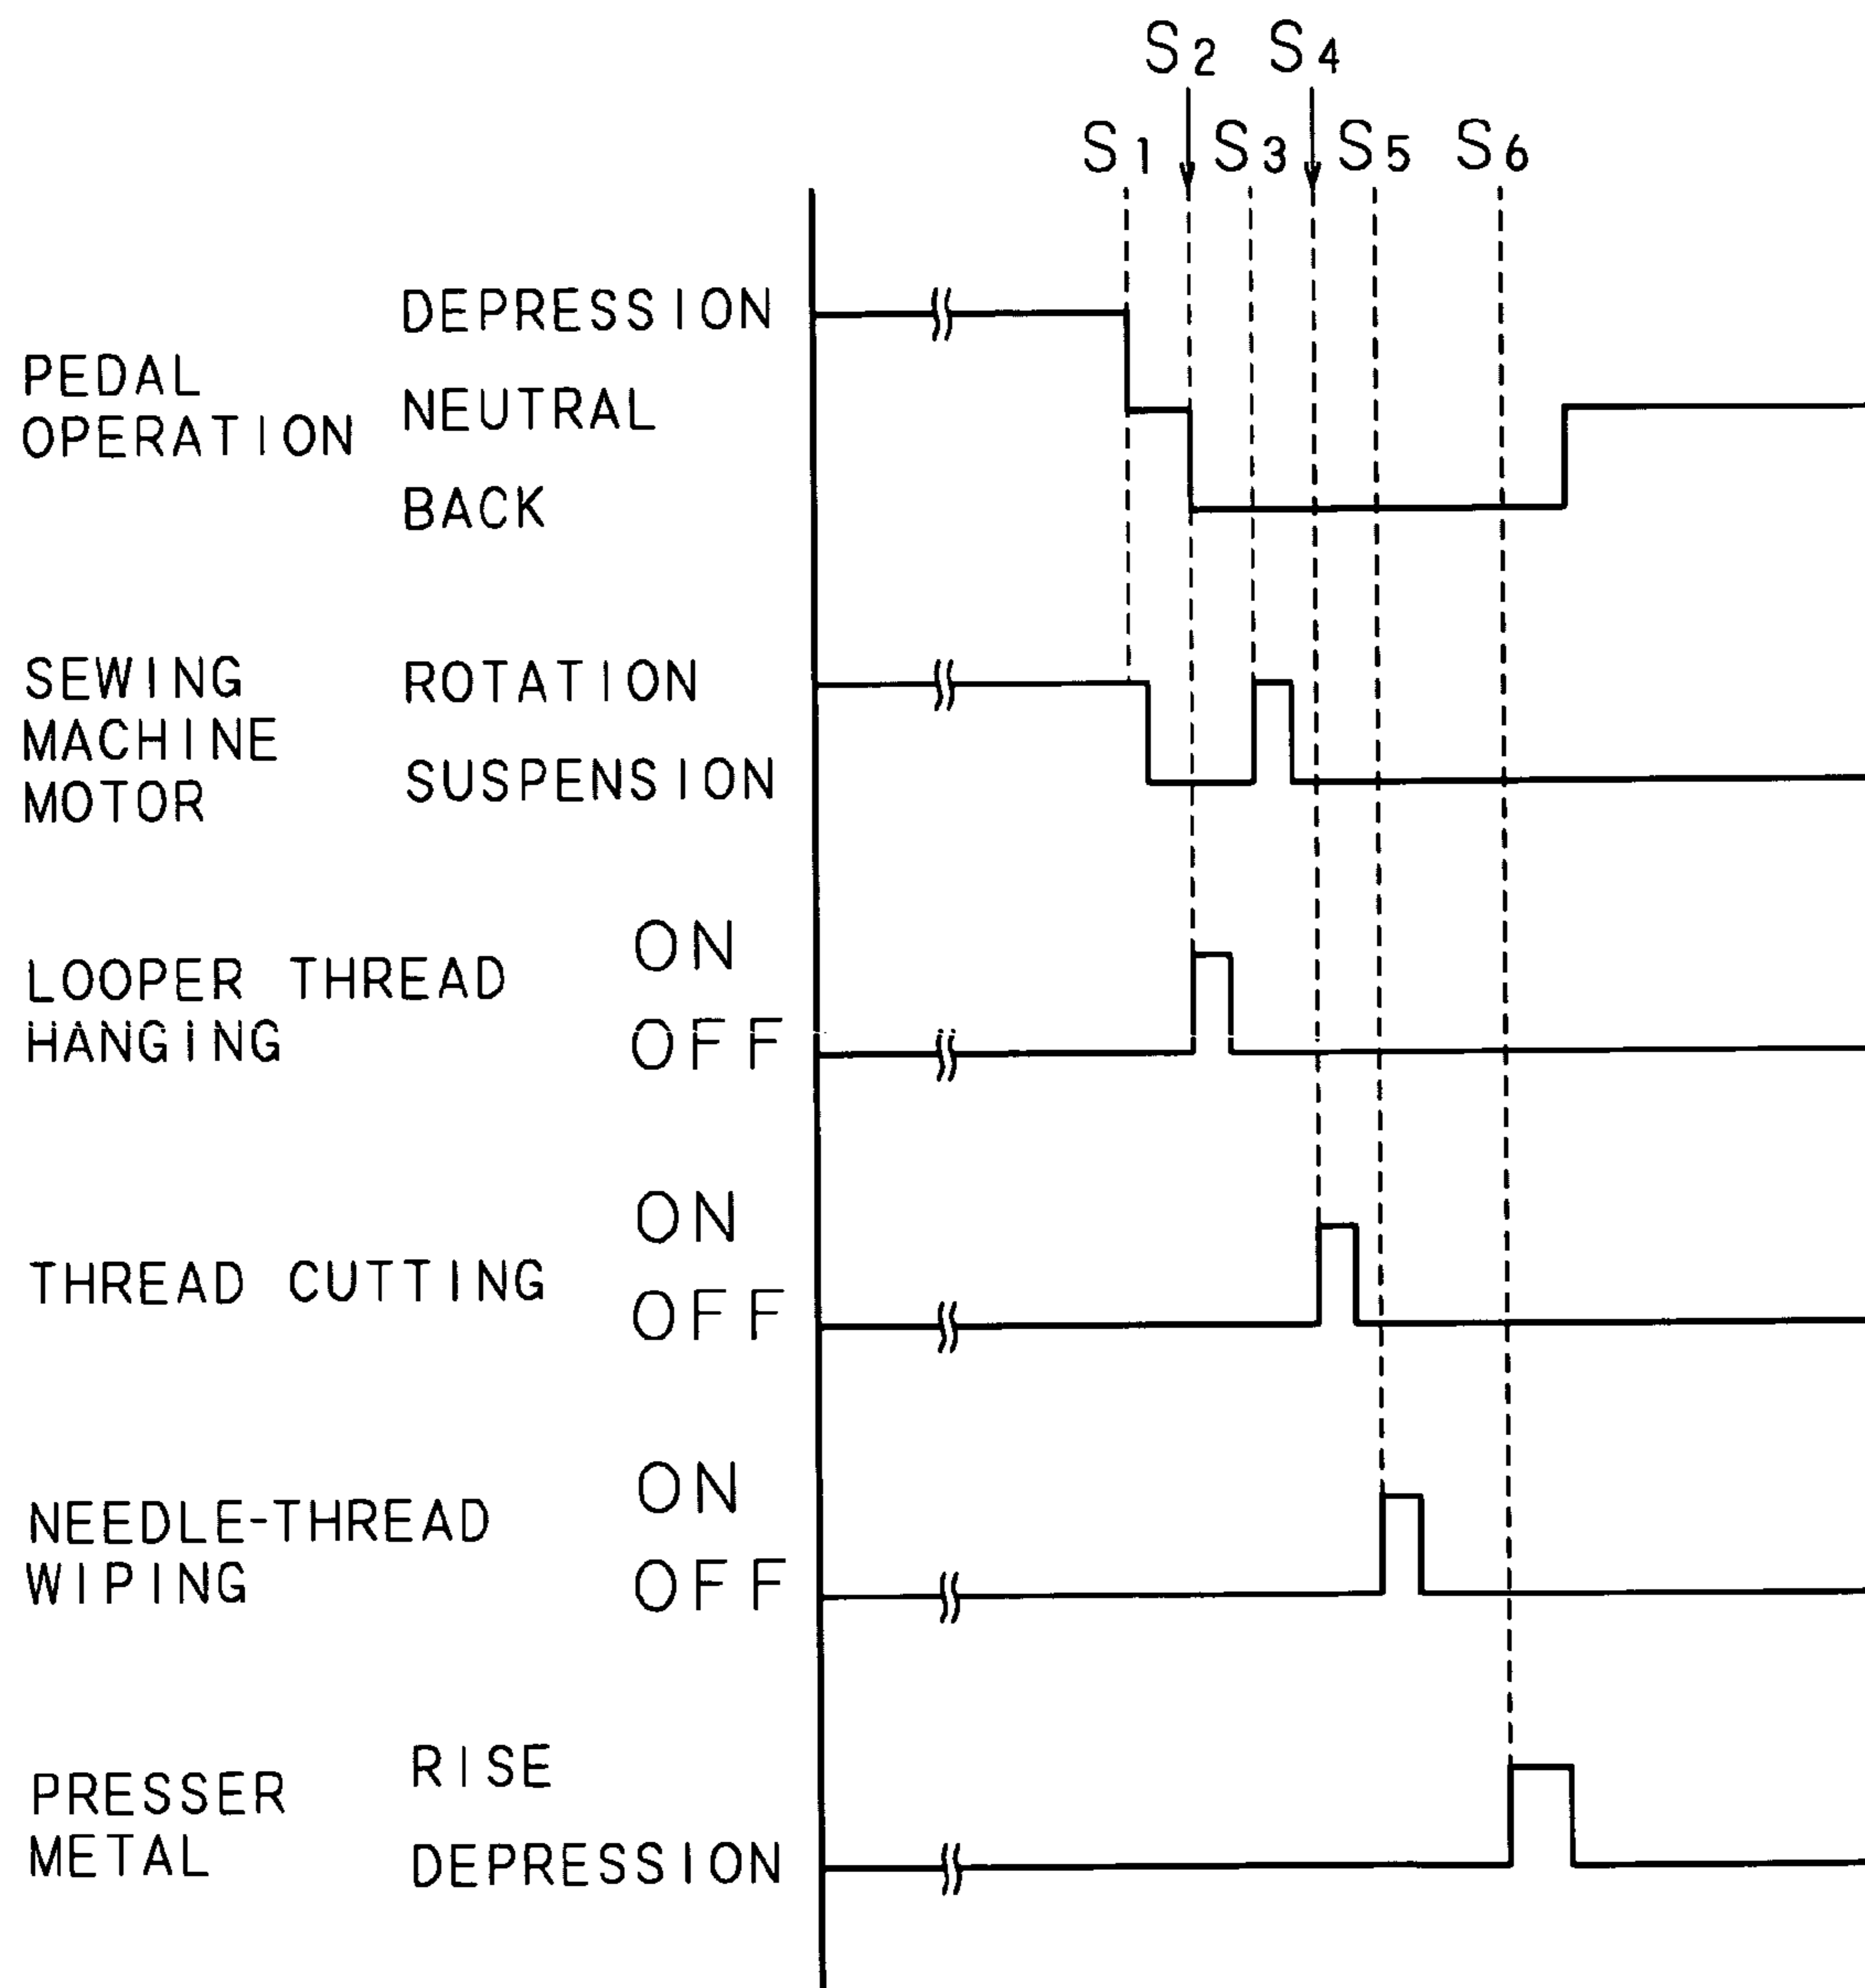 S2 S4
S1 S3 S5 S6
DEPRESSION
PEDAL
OPERATION
NEUTRAL
BACK
SEWING
MACHINE
MOTOR
ROTATION
SUSPENSION
LOOPER THREAD
HANGING
ON
OFF
THREAD CUTTING
ON
OFF
NEEDLE-THREAD
WIPING
ON
OFF
PRESSER
METAL
RISE
DEPRESSION